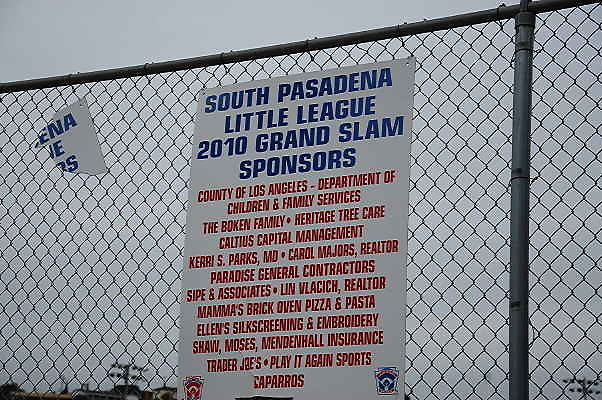 SOUTH PASADENA
LITTLE LEAGUE
2010 GRAND SLAM
SPONSORS
COUNTY OF LOS ANGELES - DEPARTMENT OF
CHILDREN & FAMILY SERVICES
THE BOKEN FAMILY • HERITAGE TREE CARE
CALTIUS CAPITAL MANAGEMENT
KERRI S. PARKS, MD • CAROL MAJORS, REALTOR
PARADISE GENERAL CONTRACTORS
SIPE & ASSOCIATES • LIN VLACICH, REALTOR
MAMMA'S BRICK OVEN PIZZA & PASTA
ELLEN'S SILKSCREENING & EMBROIDERY
SHAW, MOSES, MENDENHALL INSURANCE
TRADER JOE'S • PLAY IT AGAIN SPORTS
CAPARROS
ENA
UE
RS